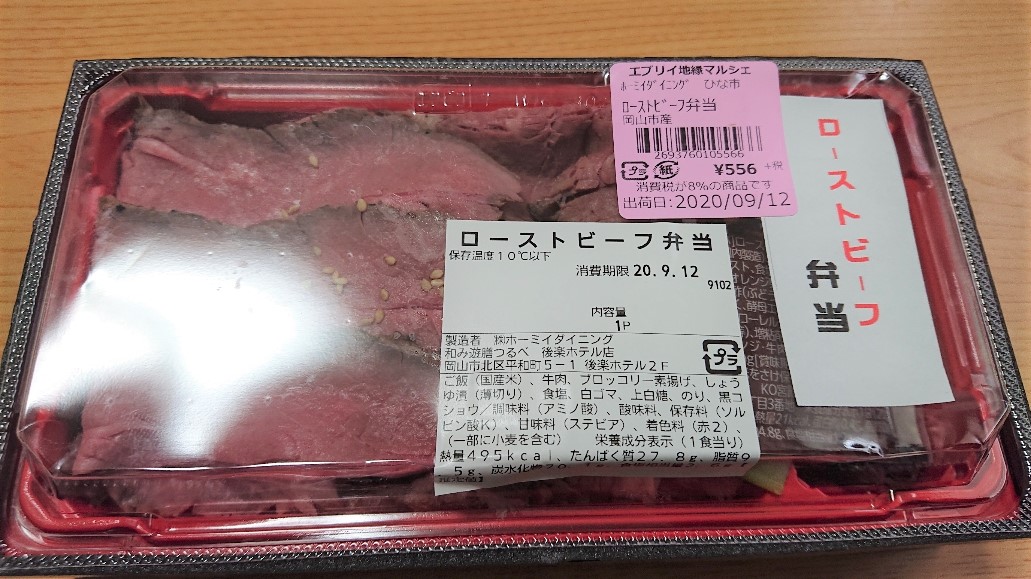 エブリイ地縁マルシェ
ホーミイダイニング ひな市
ローストビーフ弁当
岡山市産
2693760105566
プラ 紙 ¥556 +税
消費税が8%の商品です
出荷日:2020/09/12
ローストビーフ
弁当
ローストビーフ弁当
保存温度10℃以下
消費期限 20.9.12
9102
内容量
1P
製造者 ㈱ホーミイダイニング
和み遊膳つるべ 後楽ホテル店
岡山市北区平和町5−1 後楽ホテル2F
プラ
ご飯(国産米)、牛肉、ブロッコリー素揚げ、しょう
ゆ漬(薄切り)、食塩、白ゴマ、上白糖、のり、黒コ
ショウ/調味料(アミノ酸)、酸味料、保存料(ソル
ビン酸K)、甘味料(ステビア)、着色料(赤2)、
(一部に小麦を含む) 栄養成分表示(1食当り)
熱量495kcal、たんぱく質27.8g、脂質9
.5g、炭水化物